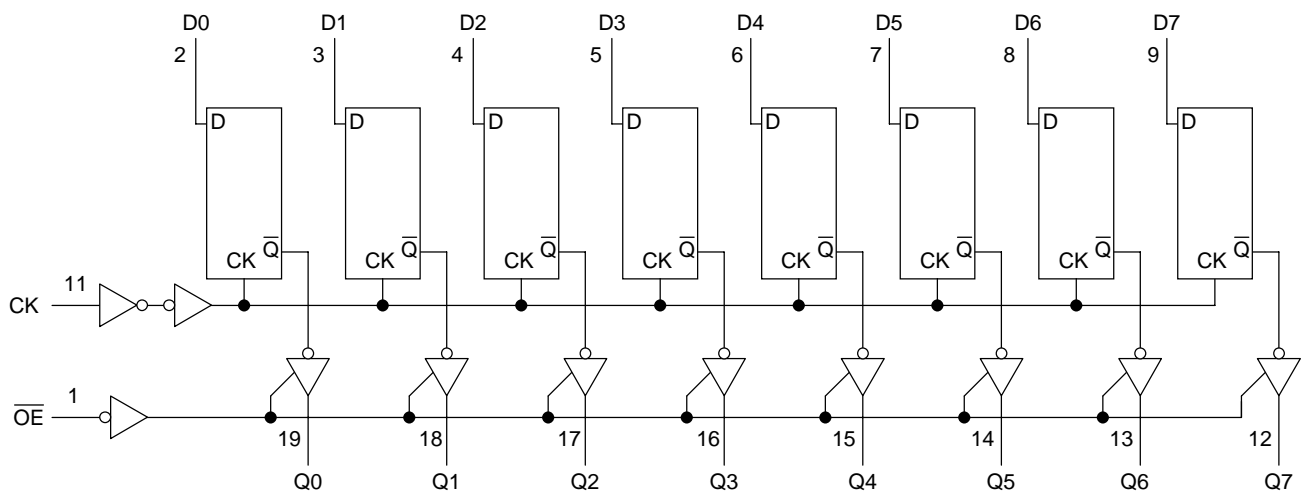 D0 D1 D2 D3 D4 D5 D6 D7
2 3 4 5 6 7 8 9
D D D D D D D D
Q̅ Q̅ Q̅ Q̅ Q̅ Q̅ Q̅ Q̅
CK CK CK CK CK CK CK CK
11
CK
1
O̅E̅
19 18 17 16 15 14 13 12
Q0 Q1 Q2 Q3 Q4 Q5 Q6 Q7